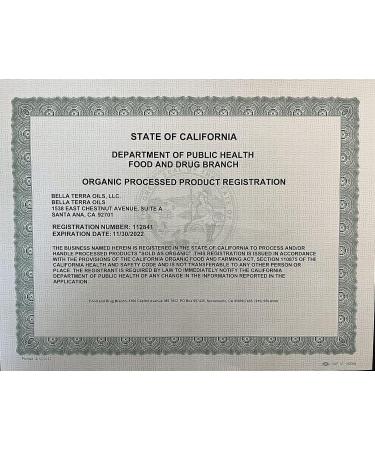 STATE OF CALIFORNIA
DEPARTMENT OF PUBLIC HEALTH
FOOD AND DRUG BRANCH
ORGANIC PROCESSED PRODUCT REGISTRATION
BELLA TERRA OILS, LLC.
BELLA TERRA OILS
1538 EAST CHESTNUT AVENUE, SUITE A
SANTA ANA, CA 92701
REGISTRATION NUMBER: 112841
EXPIRATION DATE: 11/30/2022
THE BUSINESS NAMED HEREIN IS REGISTERED IN THE STATE OF CALIFORNIA TO PROCESS AND/OR
HANDLE PROCESSED PRODUCTS "SOLD AS ORGANIC". THIS REGISTRATION IS ISSUED IN ACCORDANCE
WITH THE PROVISIONS OF THE CALIFORNIA ORGANIC FOOD AND FARMING ACT, SECTION 110875 OF THE
CALIFORNIA HEALTH AND SAFETY CODE AND IS NOT TRANSFERABLE TO ANY OTHER PERSON OR
PLACE. THE REGISTRANT IS REQUIRED BY LAW TO IMMEDIATELY NOTIFY THE CALIFORNIA
DEPARTMENT OF PUBLIC HEALTH OF ANY CHANGE IN THE INFORMATION REPORTED IN THE
APPLICATION.
Food and Drug Branch,